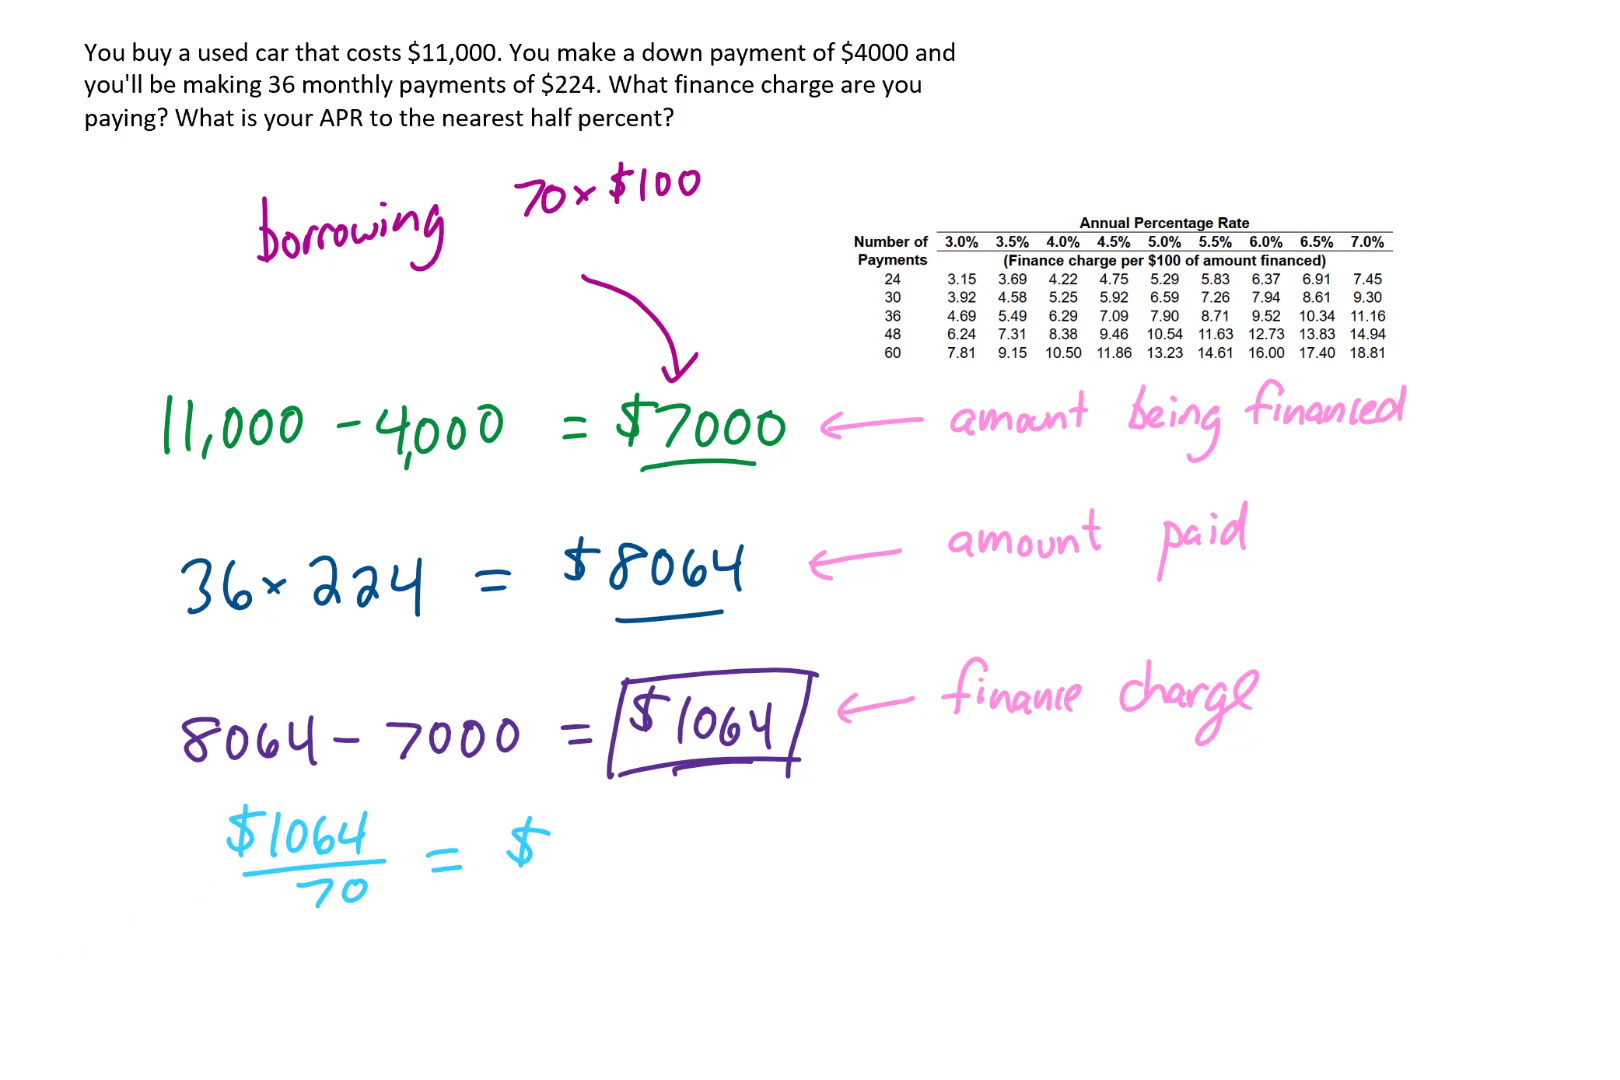 You buy a used car that costs $11,000. You make a down payment of $4000 and
you'll be making 36 monthly payments of $224. What finance charge are you
paying? What is your APR to the nearest half percent?
borrowing 70 x $100
Annual Percentage Rate
Number of 3.0% 3.5% 4.0% 4.5% 5.0% 5.5% 6.0% 6.5% 7.0%
Payments (Finance charge per $100 of amount financed)
24 3.15 3.69 4.22 4.75 5.29 5.83 6.37 6.91 7.45
30 3.92 4.58 5.25 5.92 6.59 7.26 7.94 8.61 9.30
36 4.69 5.49 6.29 7.09 7.90 8.71 9.52 10.34 11.16
48 6.24 7.31 8.38 9.46 10.54 11.63 12.73 13.83 14.94
60 7.81 9.15 10.50 11.86 13.23 14.61 16.00 17.40 18.81
11,000 - 4,000 = $7000 ← amount being financed
36 x 224 = $8064 ← amount paid
8064 - 7000 = $1064 ← finance charge
$1064
70 = $